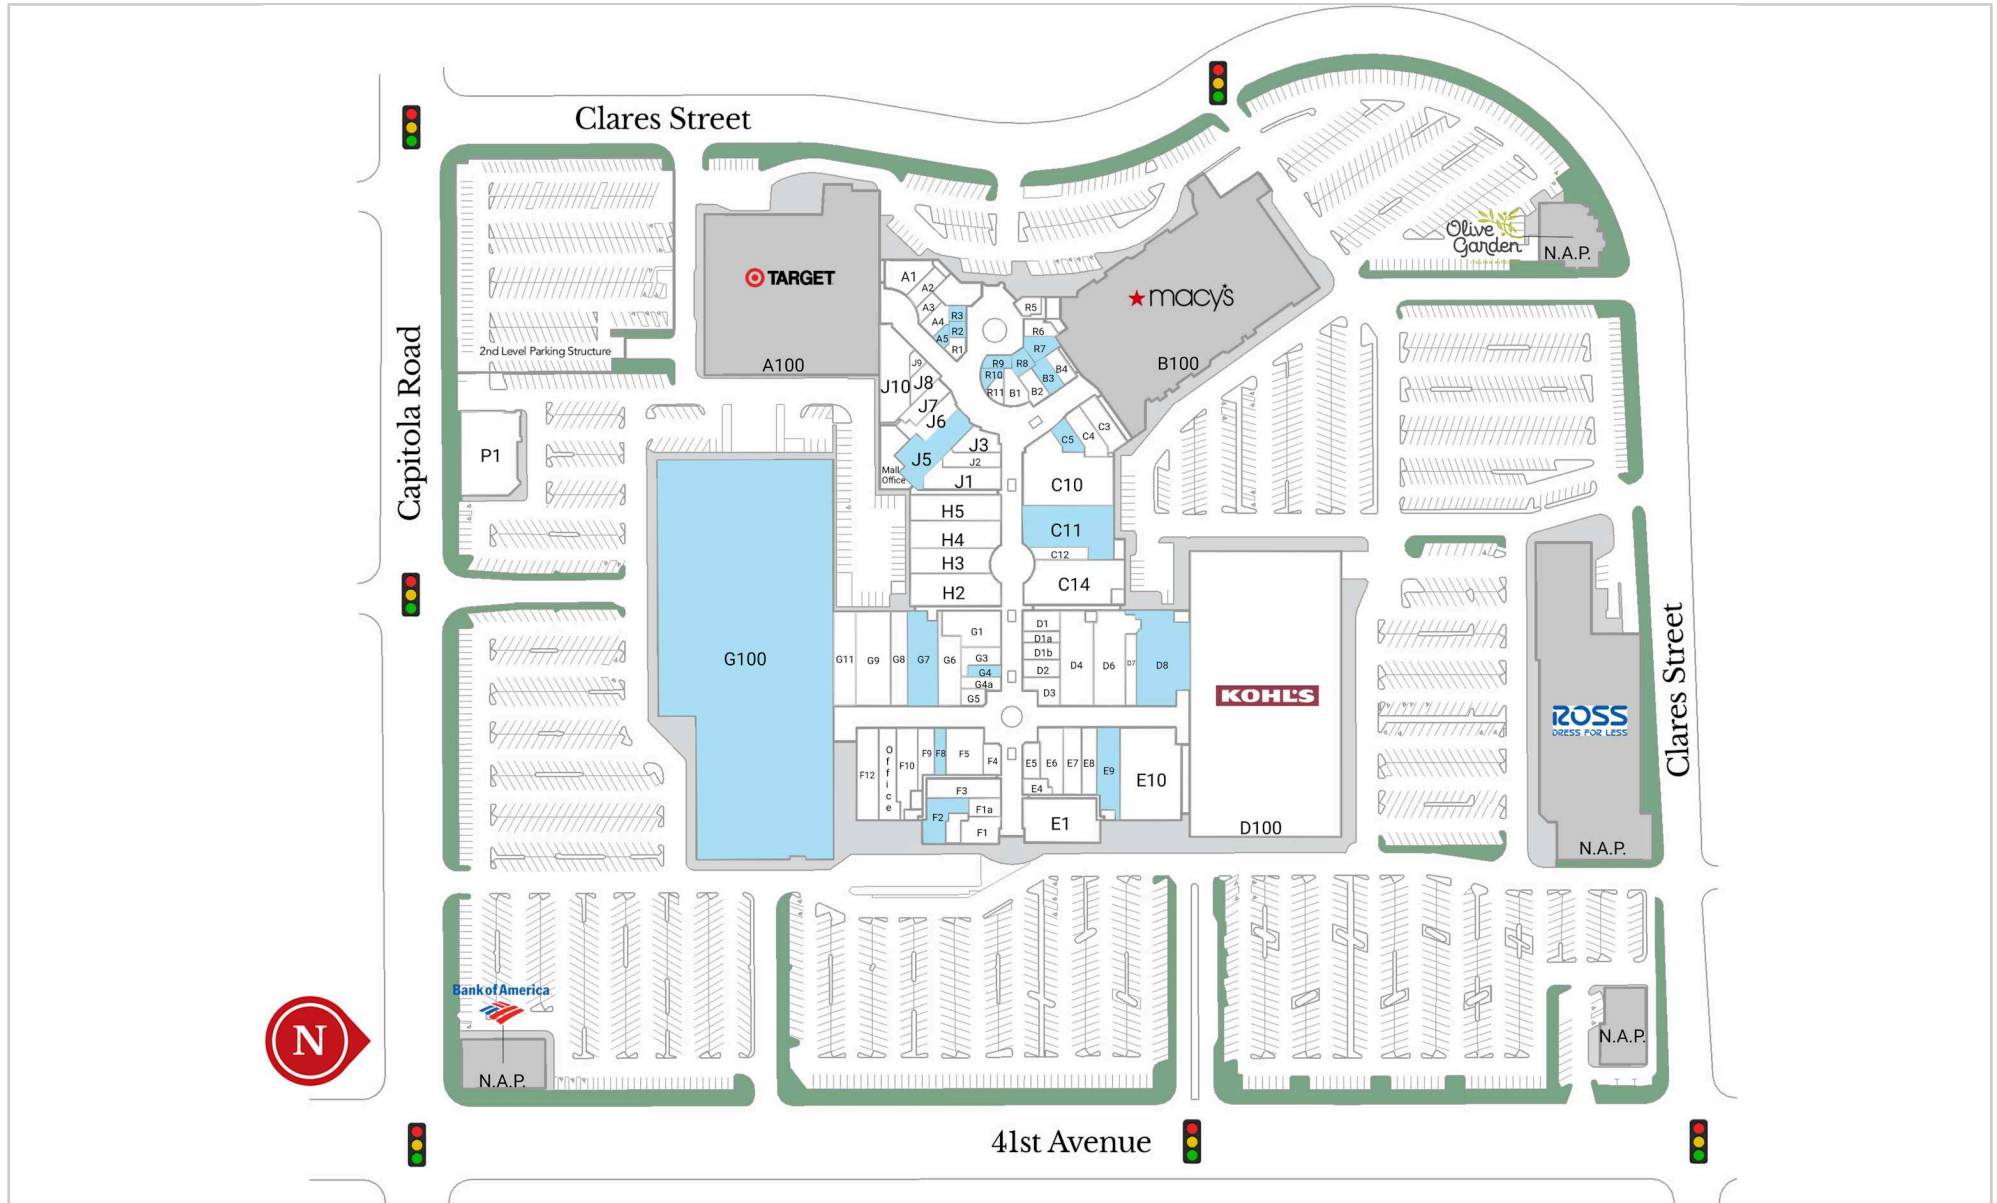 Clares Street
Olive
Garden
N.A.P.
TARGET
A100
macy's
B100
A1
A2
A3
A4
A5
R3
R2
R1
R5
R6
R7
R8
R9
R10
R11
B1
B2
B3
B4
2nd Level Parking Structure
Capitola Road
P1
J9
J10
J8
J7
J6
J5
J3
J2
J1
Mall
Office
C3
C4
C5
C10
C11
C12
C14
H5
H4
H3
H2
G100
G11
G9
G8
G7
G6
G1
G3
G4
G4a
G5
D1
D1a
D1b
D2
D3
D4
D6
D7
D8
KOHL'S
D100
ROSS
DRESS FOR LESS
N.A.P.
Clares Street
F12
Office
F10
F9
F8
F5
F4
F3
F2
F1a
F1
E5
E6
E7
E8
E9
E10
E4
E1
Bank of America
N.A.P.
N.A.P.
N
41st Avenue